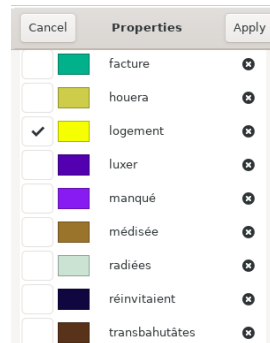 Cancel Properties Apply
facture
houera
logement
luxer
manqué
médisée
radiées
réinvitaient
transbahutâtes